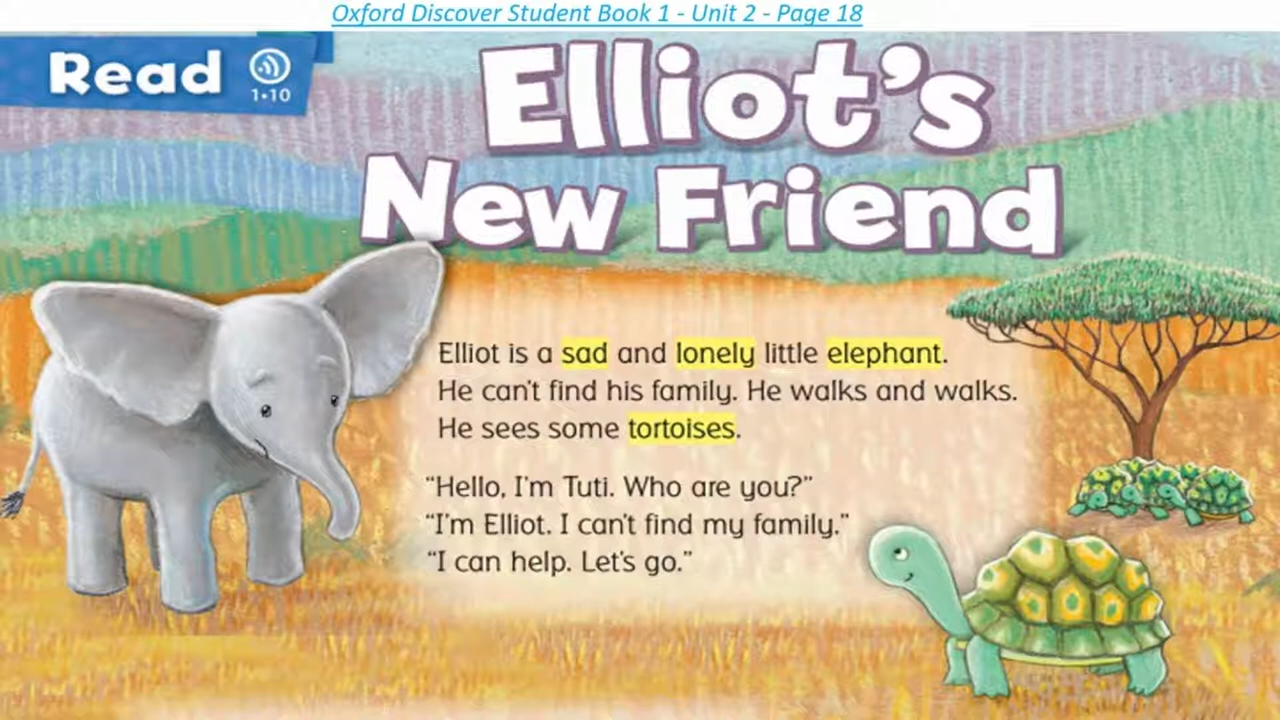 Oxford Discover Student Book 1 - Unit 2 - Page 18
Read
1•10
Elliot's
New Friend
Elliot is a sad and lonely little elephant.
He can't find his family. He walks and walks.
He sees some tortoises.
“Hello, I'm Tuti. Who are you?”
“I'm Elliot. I can't find my family.”
“I can help. Let's go.”